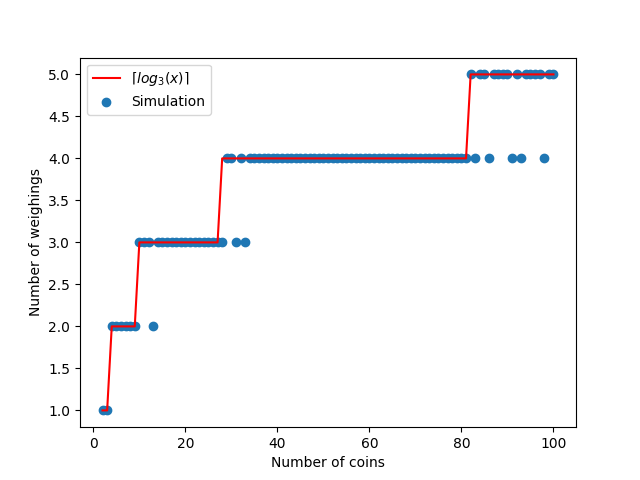 ⌈log₃(x)⌉
Simulation
5.0
4.5
4.0
3.5
3.0
2.5
2.0
1.5
1.0
Number of weighings
0 20 40 60 80 100
Number of coins